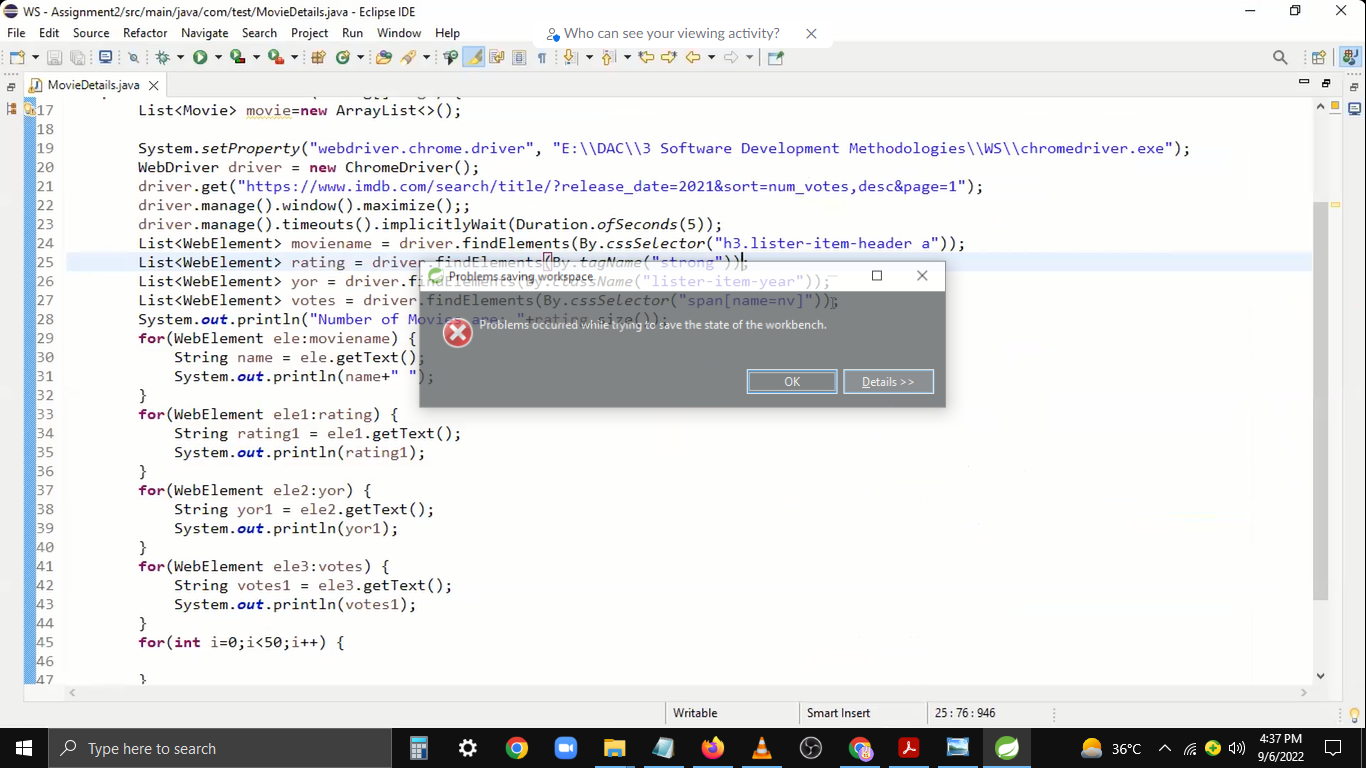 WS - Assignment2/src/main/java/com/test/MovieDetails.java - Eclipse IDE
File Edit Source Refactor Navigate Search Project Run Window Help
Who can see your viewing activity?
MovieDetails.java
17 List<Movie> movie=new ArrayList<>();
18
19 System.setProperty("webdriver.chrome.driver", "E:\\DAC\\3 Software Development Methodologies\\WS\\chromedriver.exe");
20 WebDriver driver = new ChromeDriver();
21 driver.get("https://www.imdb.com/search/title/?release_date=2021&sort=num_votes,desc&page=1");
22 driver.manage().window().maximize();;
23 driver.manage().timeouts().implicitlyWait(Duration.ofSeconds(5));
24 List<WebElement> moviename = driver.findElements(By.cssSelector("h3.lister-item-header a"));
25 List<WebElement> rating = driver.findElements(By.tagName("strong"));
26 List<WebElement> yor = driver.findElements(By.className("lister-item-year"));
27 List<WebElement> votes = driver.findElements(By.cssSelector("span[name=nv]"));
28 System.out.println("Number of Movies are: "+rating.size());
29 for(WebElement ele:moviename) {
30 String name = ele.getText();
31 System.out.println(name+" ");
32 }
33 for(WebElement ele1:rating) {
34 String rating1 = ele1.getText();
35 System.out.println(rating1);
36 }
37 for(WebElement ele2:yor) {
38 String yor1 = ele2.getText();
39 System.out.println(yor1);
40 }
41 for(WebElement ele3:votes) {
42 String votes1 = ele3.getText();
43 System.out.println(votes1);
44 }
45 for(int i=0;i<50;i++) {
46
47 }
Problems saving workspace
Problems occurred while trying to save the state of the workbench.
OK Details >>
Writable Smart Insert 25 : 76 : 946
Type here to search
36°C
4:37 PM
9/6/2022